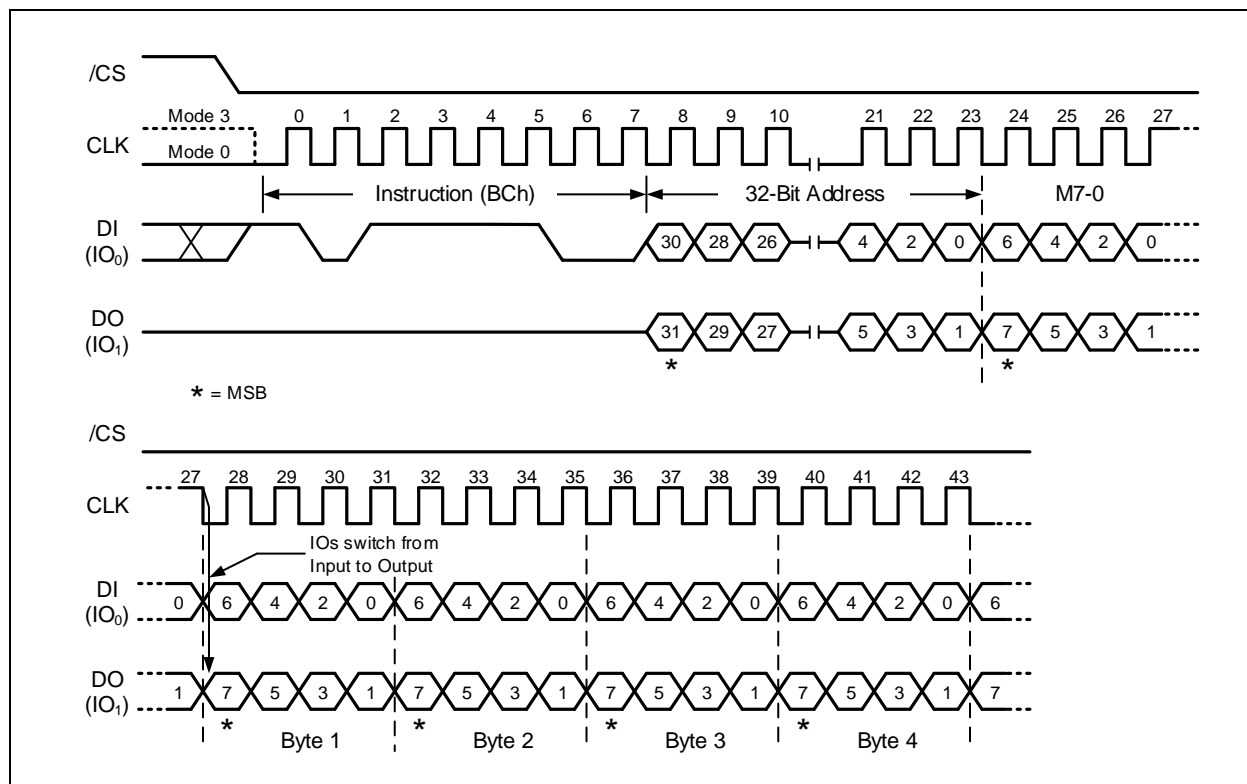 /CS
Mode 3
0 1 2 3 4 5 6 7 8 9 10 21 22 23 24 25 26 27
CLK
Mode 0
Instruction (BCh) 32-Bit Address M7-0
DI
(IO0)
30 28 26 4 2 0 6 4 2 0
DO
(IO1)
31 29 27 5 3 1 7 5 3 1
* *
* = MSB
/CS
27 28 29 30 31 32 33 34 35 36 37 38 39 40 41 42 43
CLK
IOs switch from
Input to Output
DI
(IO0)
0 6 4 2 0 6 4 2 0 6 4 2 0 6 4 2 0 6
DO
(IO1)
1 7 5 3 1 7 5 3 1 7 5 3 1 7 5 3 1 7
* * * *
Byte 1 Byte 2 Byte 3 Byte 4